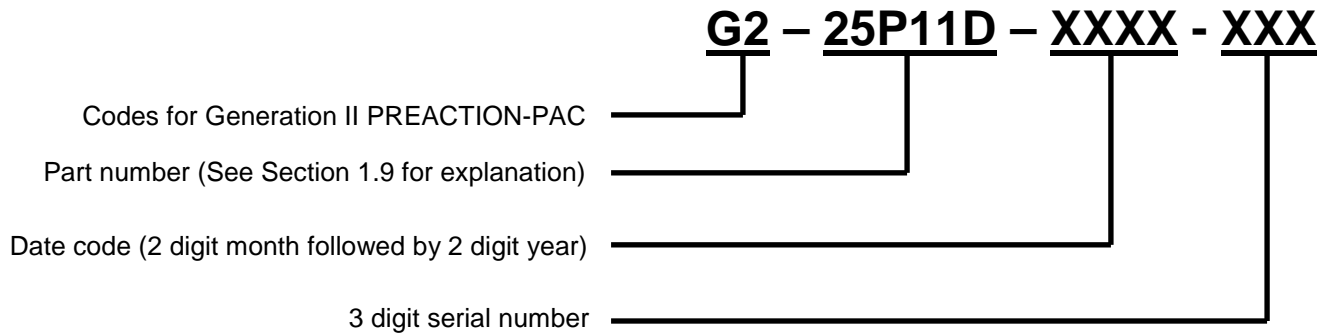 G2 – 25P11D – XXXX - XXX
Codes for Generation II PREACTION-PAC
Part number (See Section 1.9 for explanation)
Date code (2 digit month followed by 2 digit year)
3 digit serial number